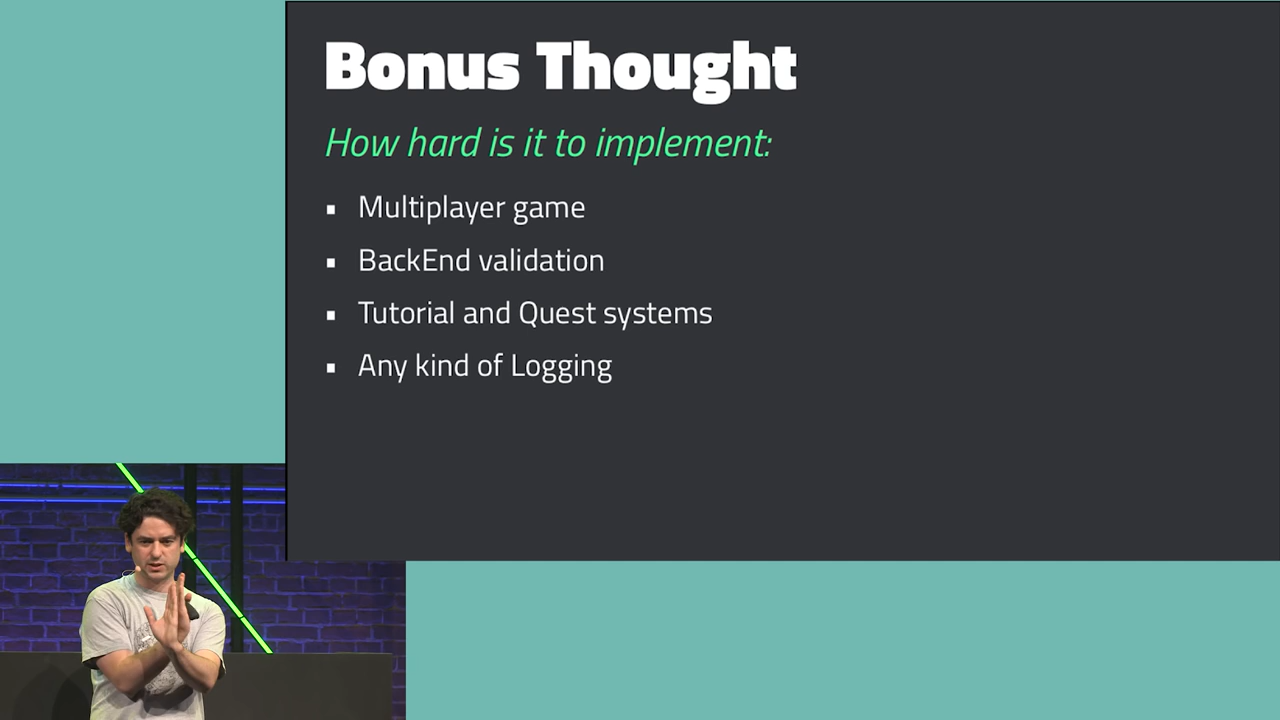 Bonus Thought
How hard is it to implement:
▪ Multiplayer game
▪ BackEnd validation
▪ Tutorial and Quest systems
▪ Any kind of Logging